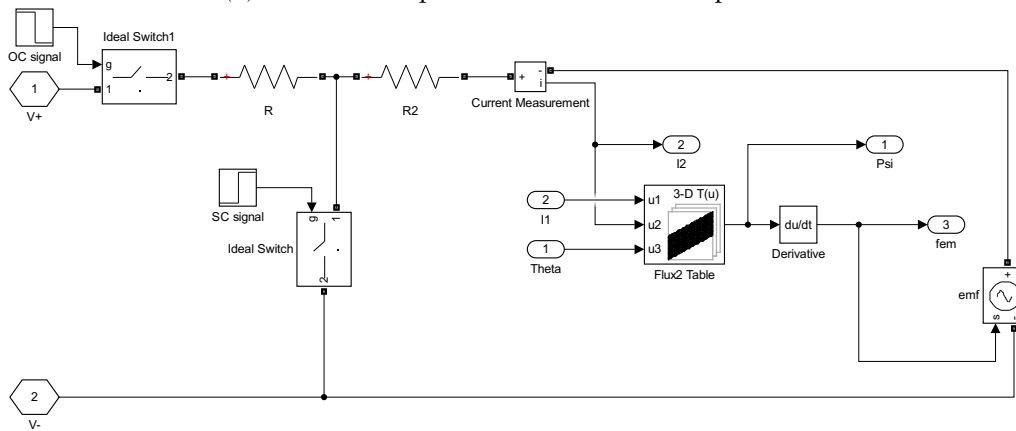 Ideal Switch1
OC signal
g
1
2
1
V+
+
R
+
R2
+
-
i
Current Measurement
2
I2
1
Psi
SC signal
g
1
Ideal Switch
2
2
I1
1
Theta
3-D T(u)
u1
u2
u3
Flux2 Table
du/dt
Derivative
3
fem
emf
+
s
-
2
V-